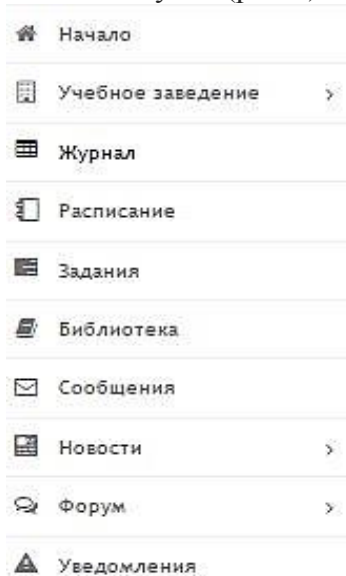 Начало
Учебное заведение
Журнал
Расписание
Задания
Библиотека
Сообщения
Новости
Форум
Уведомления